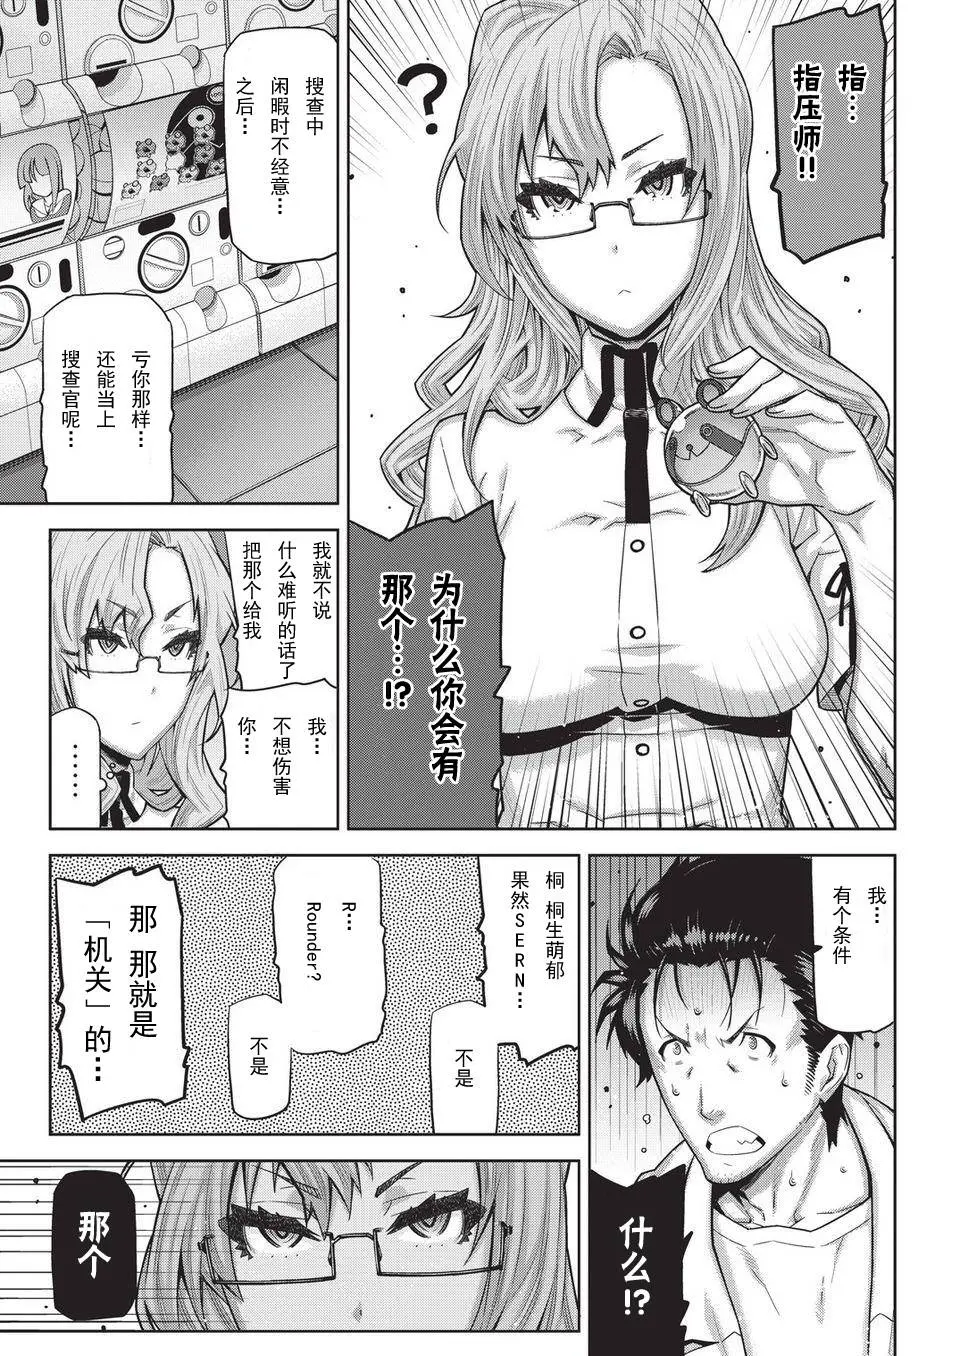 指…
指压师!!
？
为什么你会有
那个…!?
搜查中
闲暇时不经意…
之后…
亏你那样…
还能当上
搜查官呢…
我就不说
什么难听的话了
把那个给我
我…
不想伤害
你…
……
我…
有个条件
什么!?
桐 桐生萌郁
果然SERN…
不是
R…
Rounder?
不是
那 那就是
「机关」的…
那个